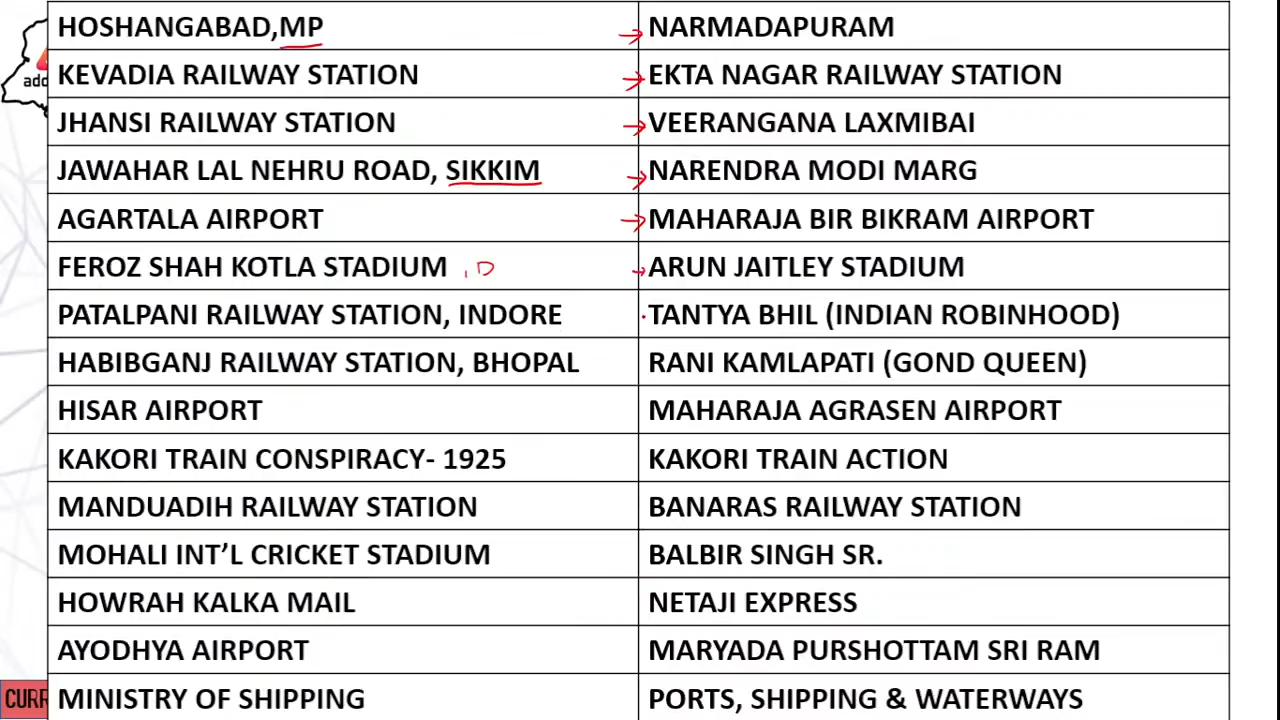 HOSHANGABAD,MP → NARMADAPURAM
KEVADIA RAILWAY STATION → EKTA NAGAR RAILWAY STATION
JHANSI RAILWAY STATION → VEERANGANA LAXMIBAI
JAWAHAR LAL NEHRU ROAD, SIKKIM → NARENDRA MODI MARG
add
AGARTALA AIRPORT → MAHARAJA BIR BIKRAM AIRPORT
FEROZ SHAH KOTLA STADIUM , D → ARUN JAITLEY STADIUM
PATALPANI RAILWAY STATION, INDORE TANTYA BHIL (INDIAN ROBINHOOD)
HABIBGANJ RAILWAY STATION, BHOPAL RANI KAMLAPATI (GOND QUEEN)
HISAR AIRPORT MAHARAJA AGRASEN AIRPORT
KAKORI TRAIN CONSPIRACY- 1925 KAKORI TRAIN ACTION
MANDUADIH RAILWAY STATION BANARAS RAILWAY STATION
MOHALI INT’L CRICKET STADIUM BALBIR SINGH SR.
HOWRAH KALKA MAIL NETAJI EXPRESS
AYODHYA AIRPORT MARYADA PURSHOTTAM SRI RAM
CURR
MINISTRY OF SHIPPING PORTS, SHIPPING & WATERWAYS